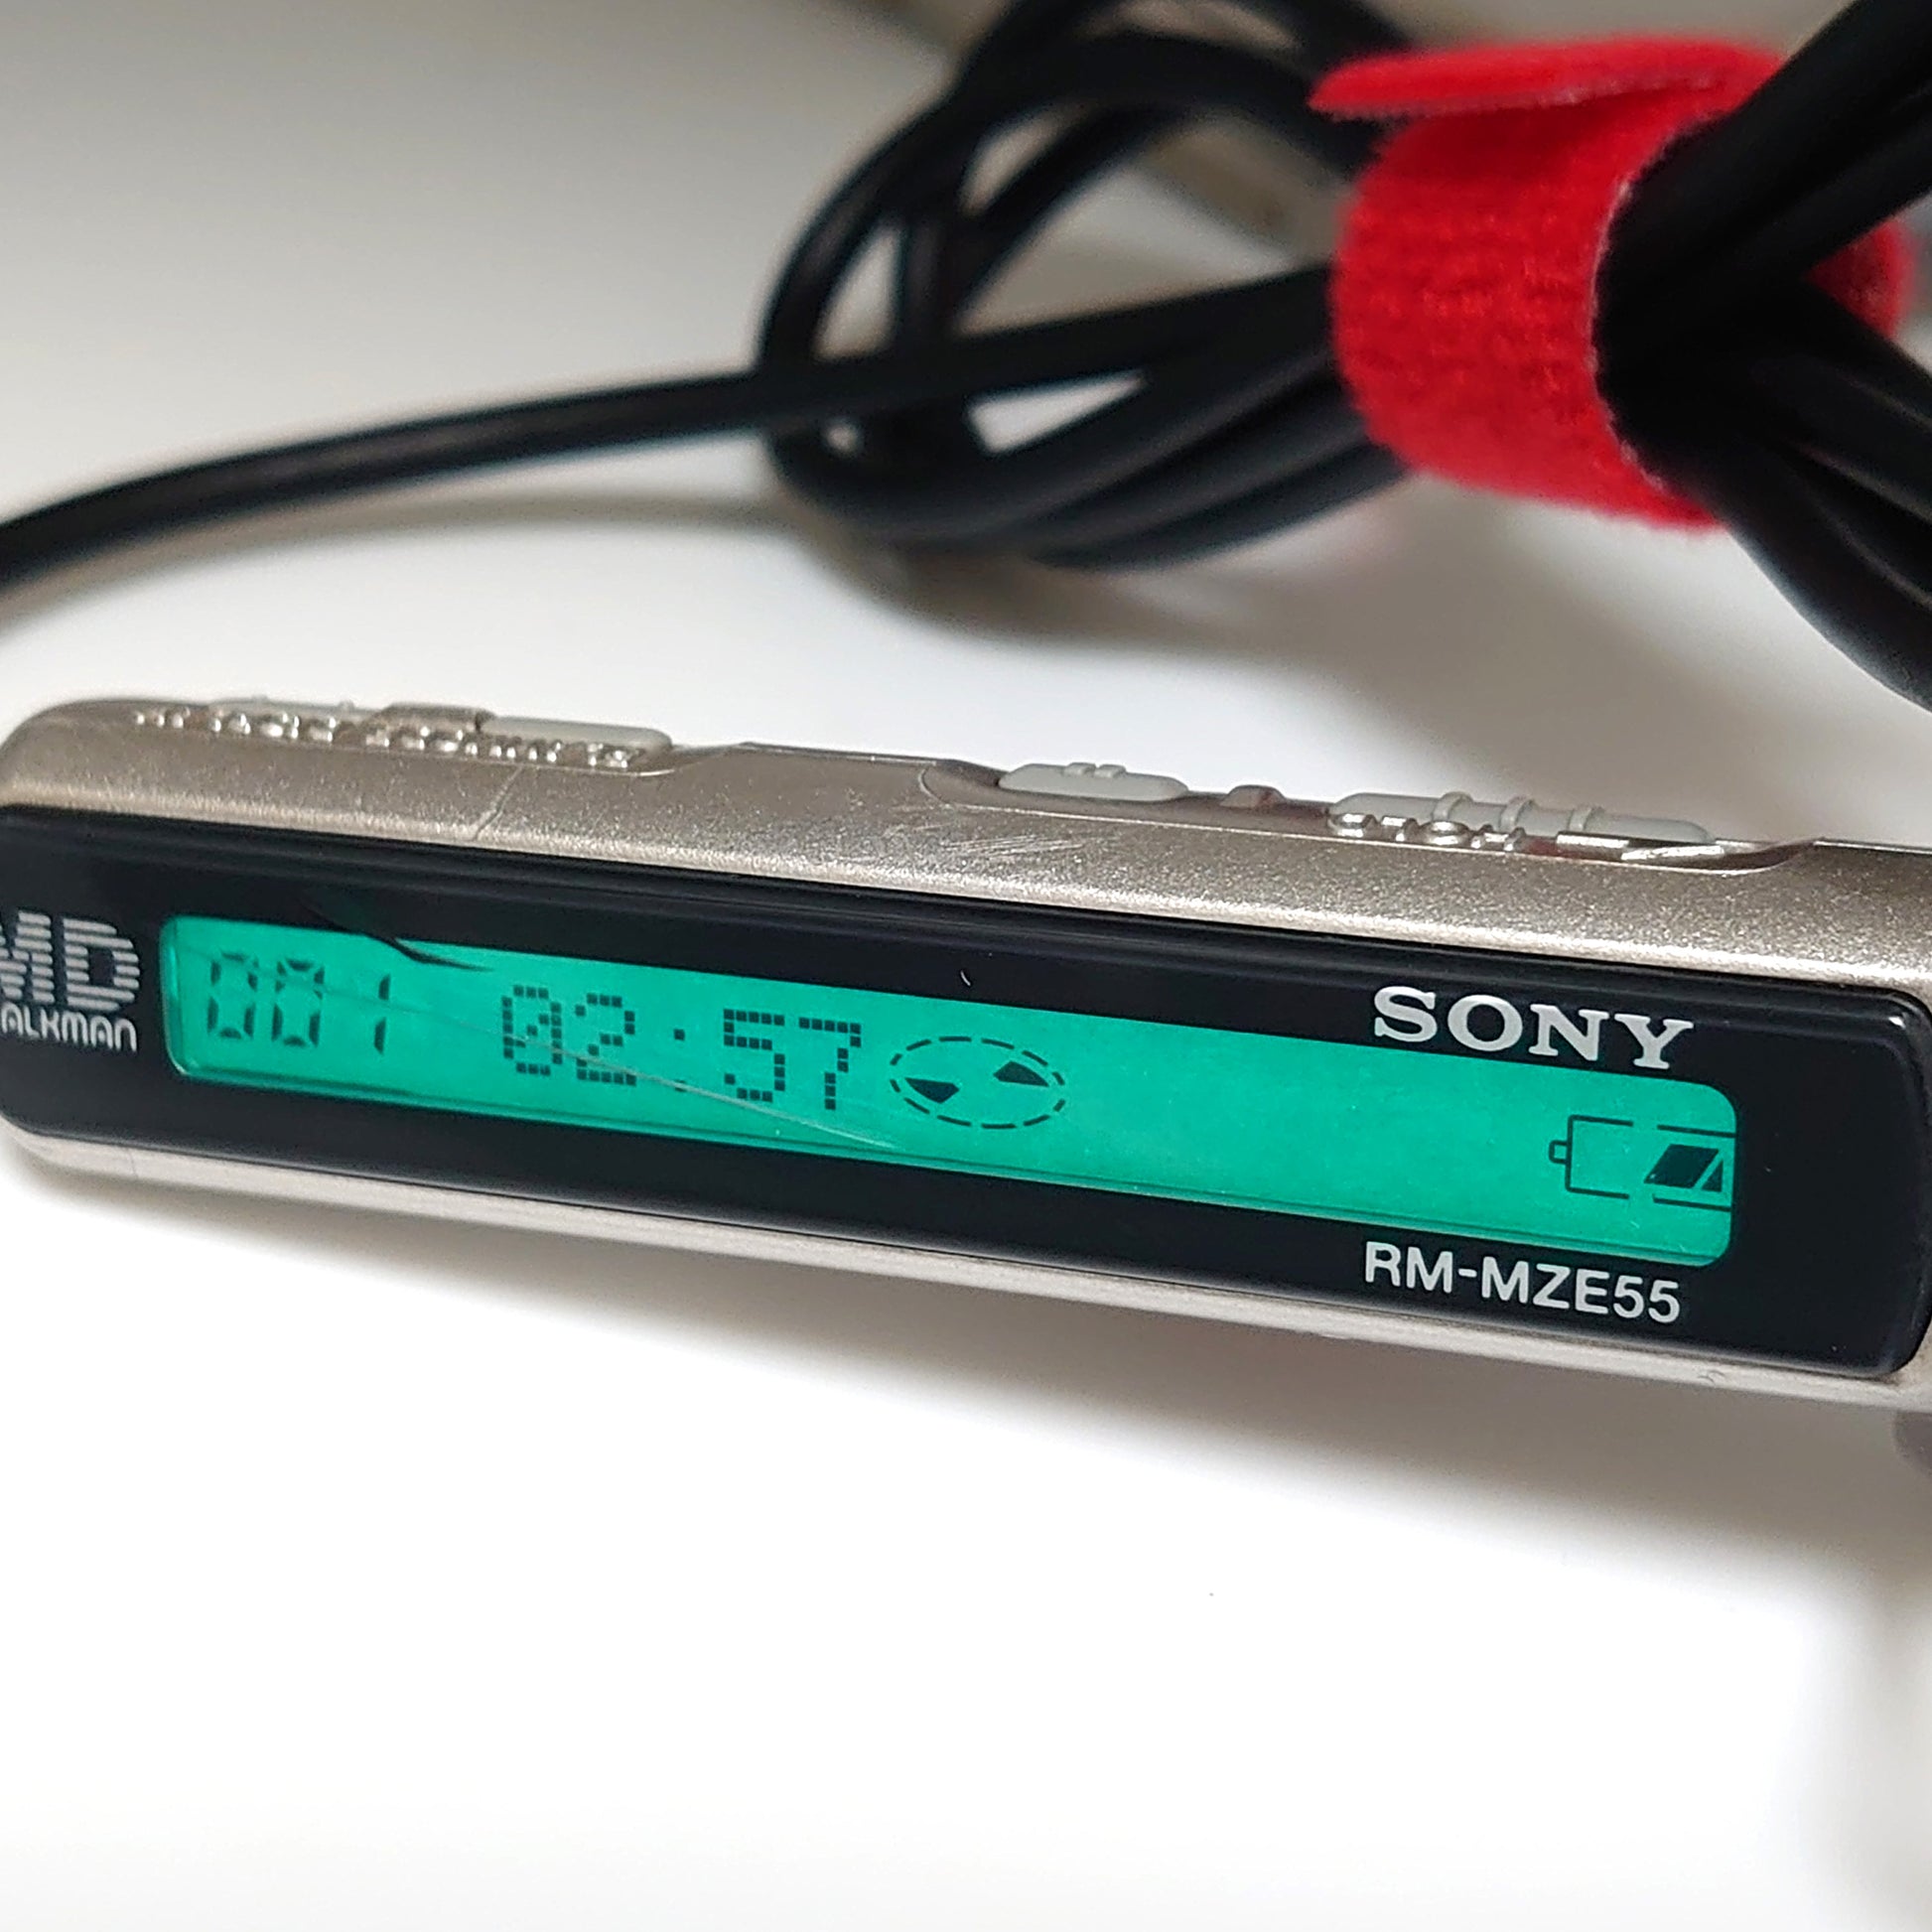 MD
WALKMAN
001 02:57
SONY
RM-MZE55